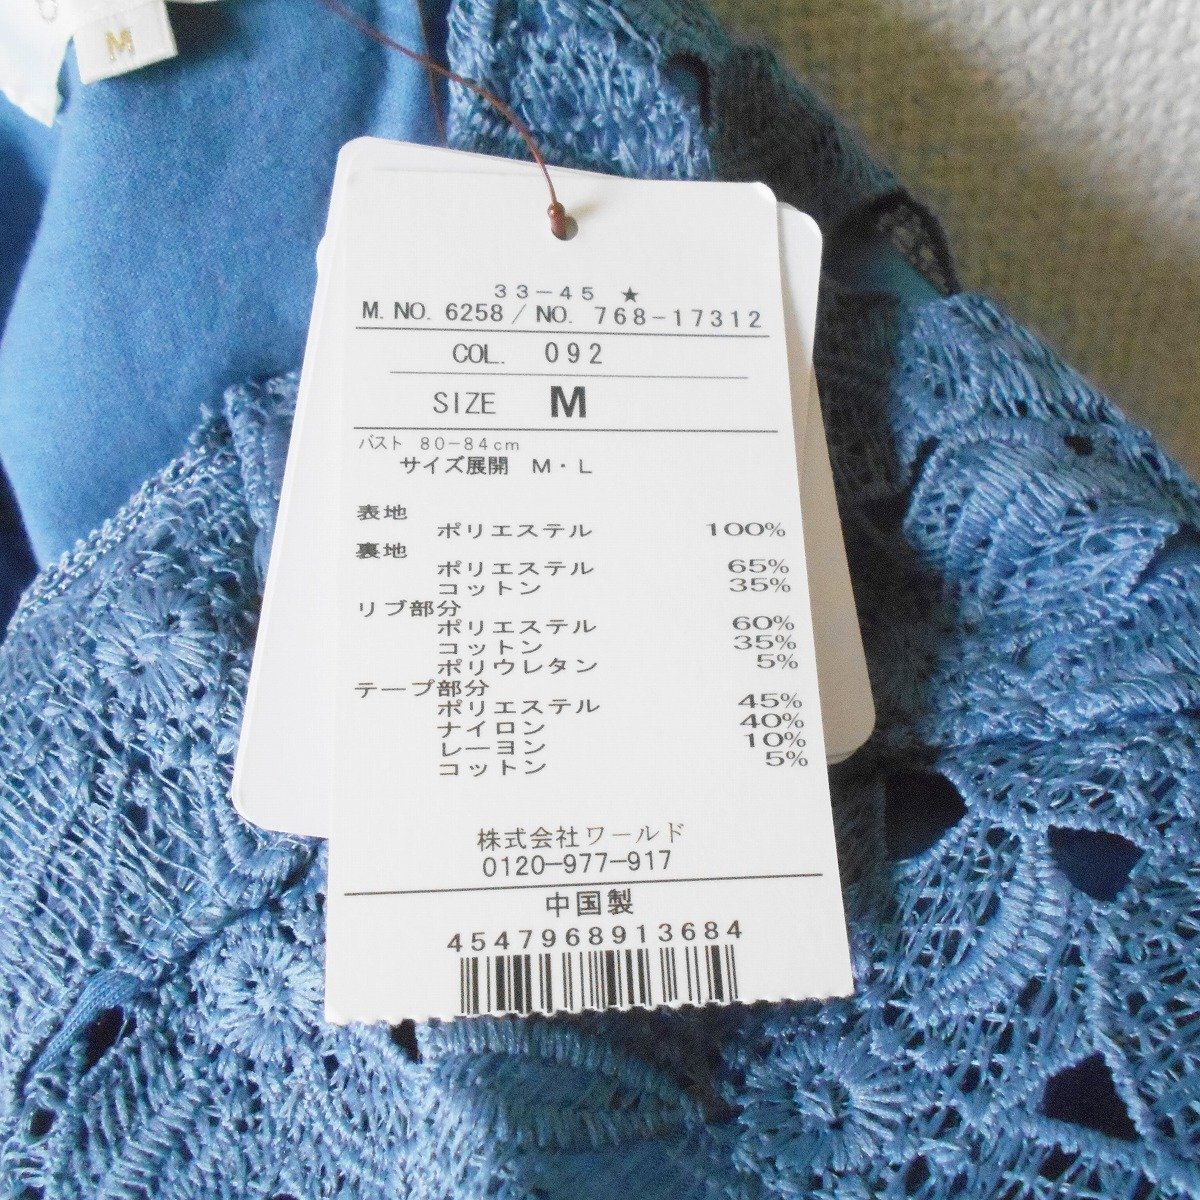 M
33-45 ★
M. NO. 6258 / NO. 768-17312
COL. 092
SIZE M
バスト 80-84cm
サイズ展開 M・L
表地
ポリエステル 100%
裏地
ポリエステル 65%
コットン 35%
リブ部分
ポリエステル 60%
コットン 35%
ポリウレタン 5%
テープ部分
ポリエステル 45%
ナイロン 40%
レーヨン 10%
コットン 5%
株式会社ワールド
0120-977-917
中国製
4547968913684